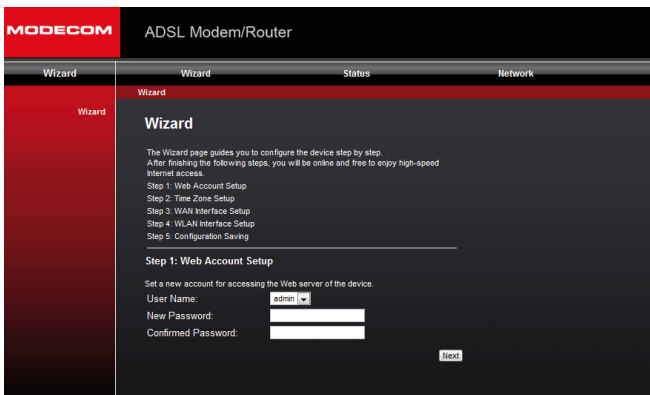 MODECOM
ADSL Modem/Router
Wizard
Wizard
Status
Network
Wizard
Wizard
Wizard
The Wizard page guides you to configure the device step by step.
After finishing the following steps, you will be online and free to enjoy high-speed
Internet access.
Step 1: Web Account Setup
Step 2: Time Zone Setup
Step 3: WAN Interface Setup
Step 4: WLAN Interface Setup
Step 5: Configuration Saving
Step 1: Web Account Setup
Set a new account for accessing the Web server of the device.
User Name: admin
New Password:
Confirmed Password:
Next